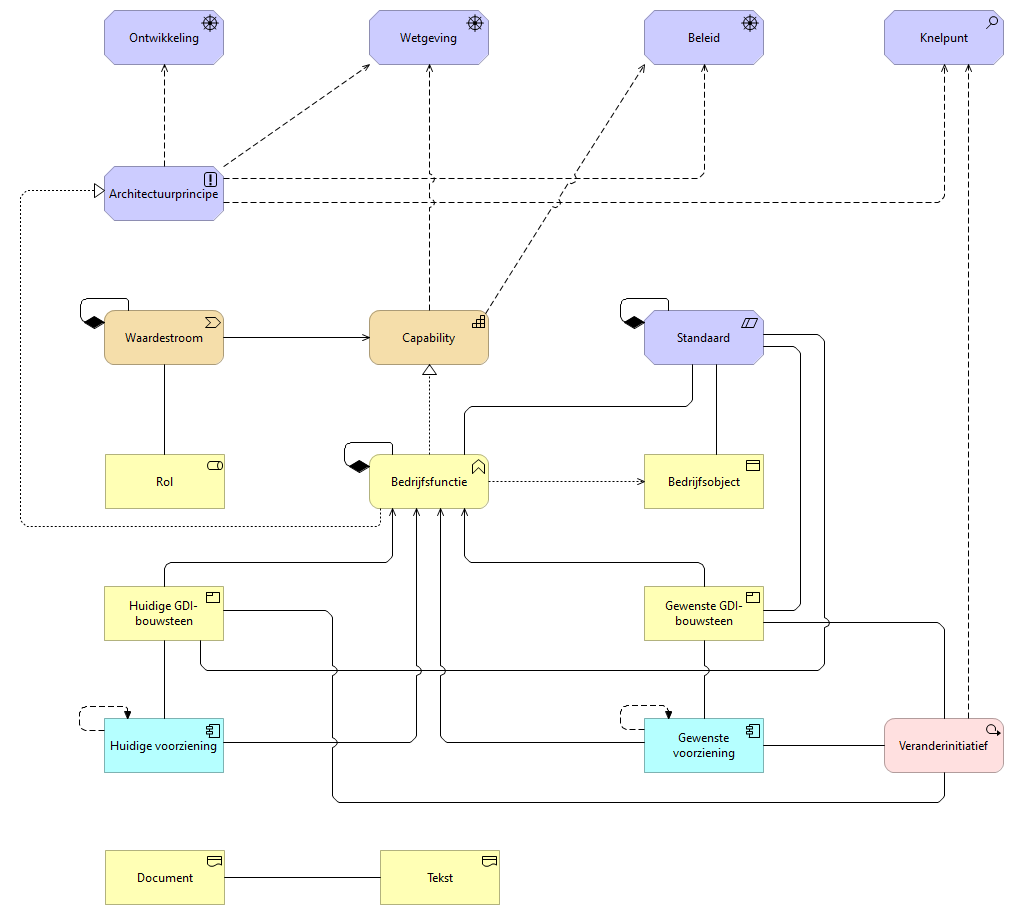 Ontwikkeling
Wetgeving
Beleid
Knelpunt
Architectuurprincipe
Waardestroom
Capability
Standaard
Rol
Bedrijfsfunctie
Bedrijfsobject
Huidige GDI-
bouwsteen
Gewenste GDI-
bouwsteen
Huidige voorziening
Gewenste
voorziening
Veranderinitiatief
Document
Tekst